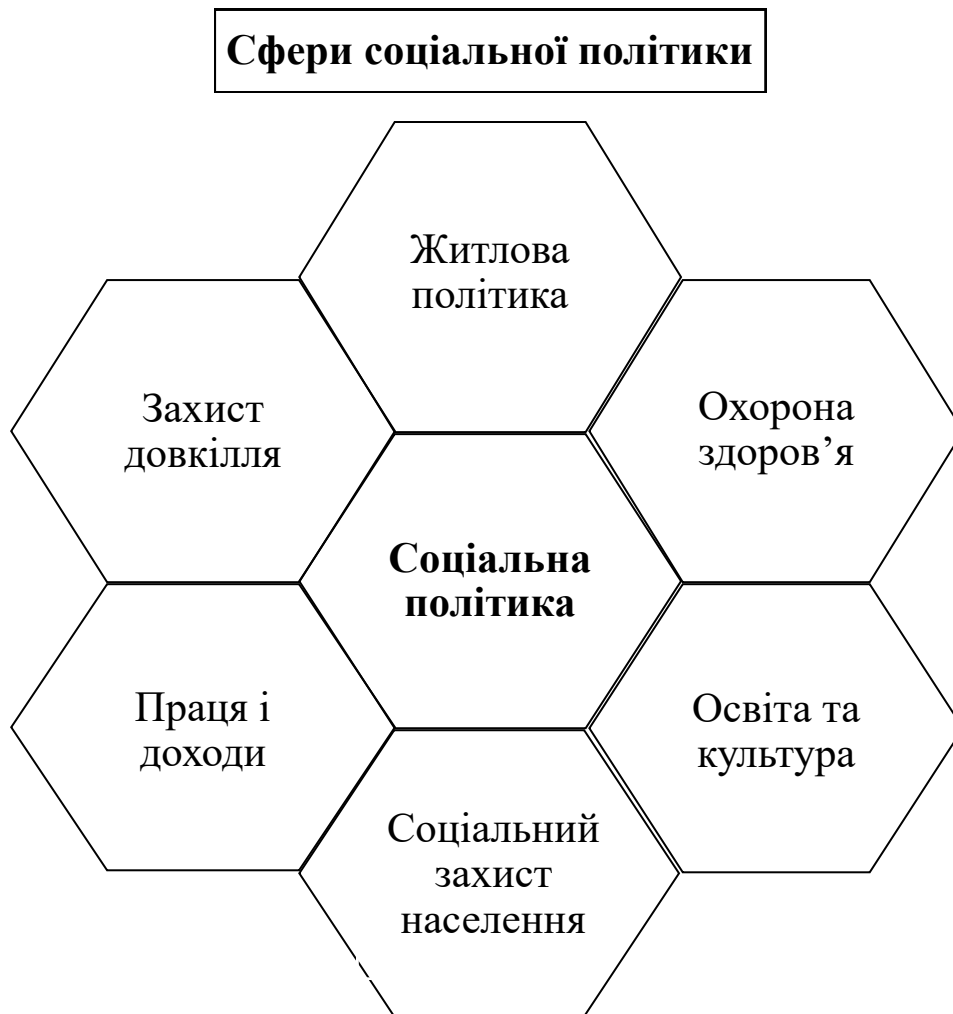 Сфери соціальної політики
Житлова
політика
Захист
довкілля
Охорона
здоров’я
Соціальна
політика
Праця і
доходи
Освіта та
культура
Соціальний
захист
населення